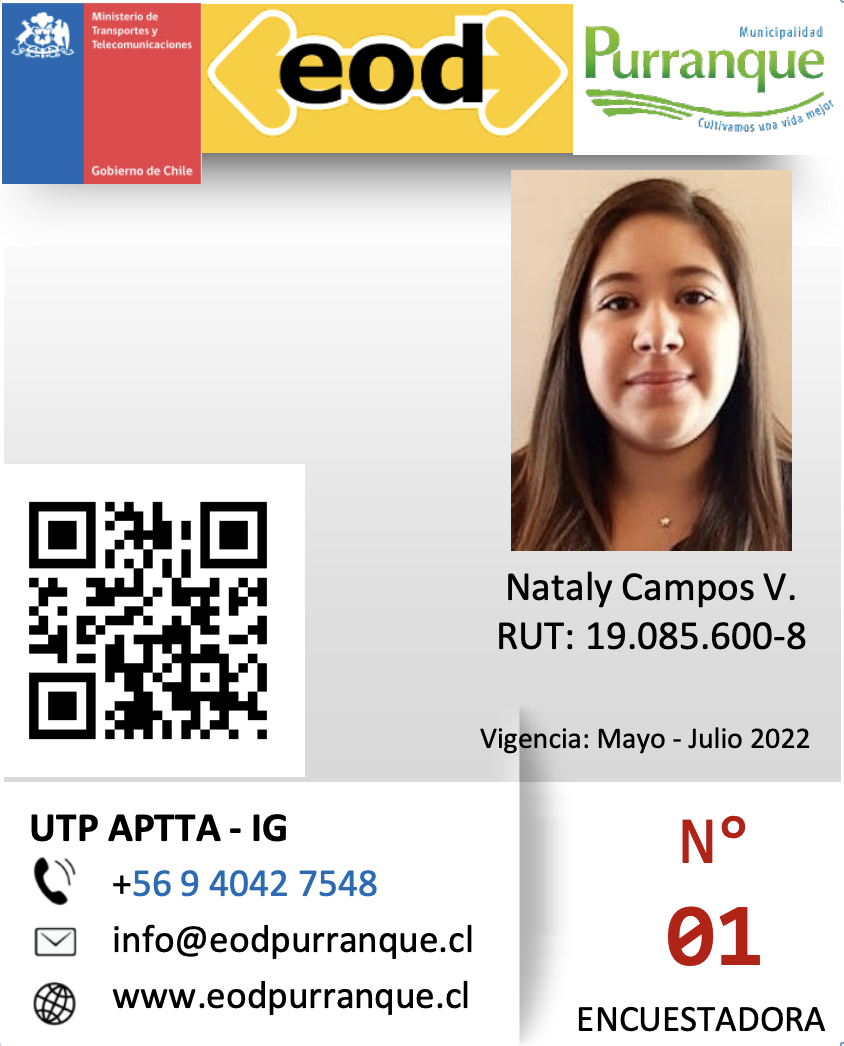 Ministerio de
Transportes y
Telecomunicaciones
Gobierno de Chile
eod
Municipalidad
Purranque
Cultivamos una vida mejor
Nataly Campos V.
RUT: 19.085.600-8
Vigencia: Mayo - Julio 2022
UTP APTTA - IG
+56 9 4042 7548
info@eodpurranque.cl
www.eodpurranque.cl
N°
01
ENCUESTADORA